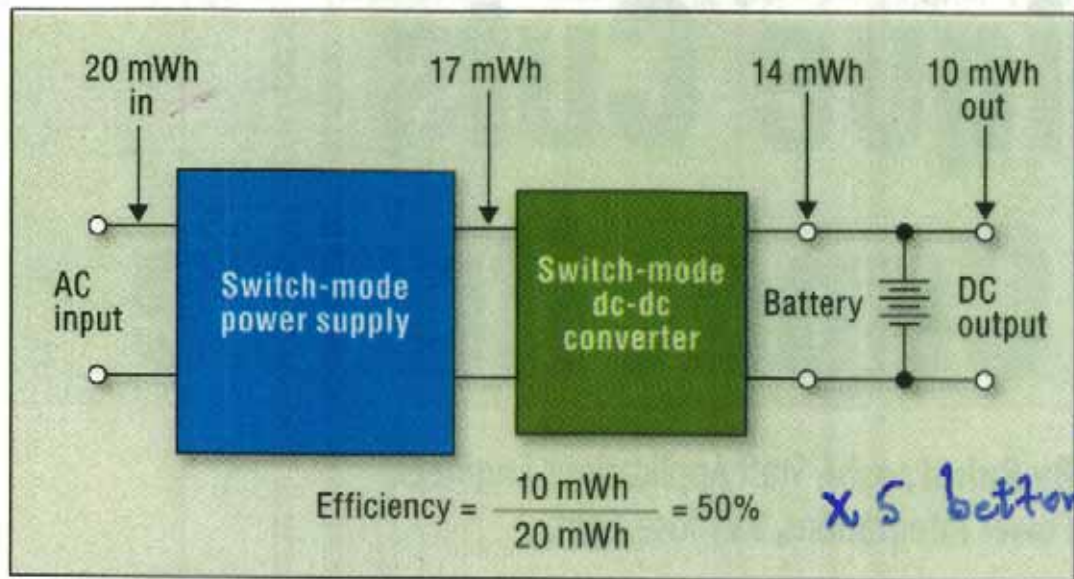 20 mWh
in
17 mWh
14 mWh
10 mWh
out
AC
input
Switch-mode
power supply
Switch-mode
dc-dc
converter
Battery
DC
output
Efficiency = 10 mWh / 20 mWh = 50%
x 5 better